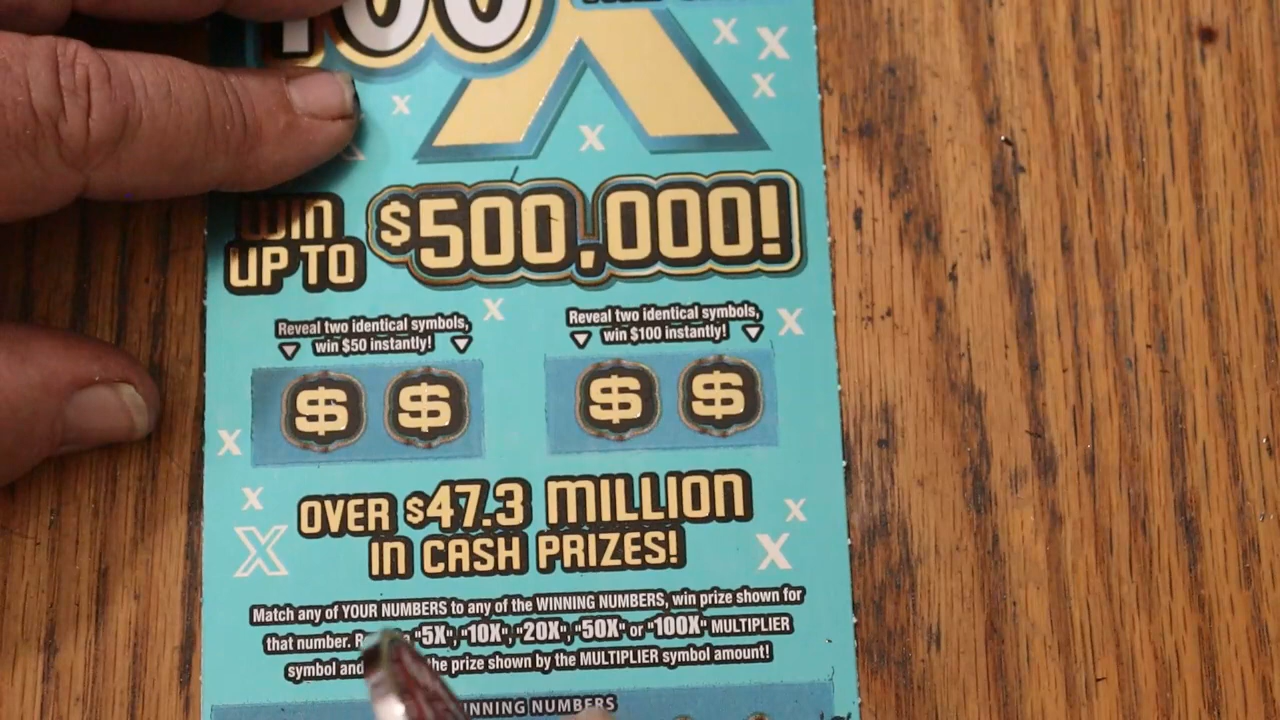 100X
WIN
UP TO
$500,000!
Reveal two identical symbols,
win $50 instantly!
Reveal two identical symbols,
win $100 instantly!
$ $
$ $
OVER $47.3 MILLION
IN CASH PRIZES!
Match any of YOUR NUMBERS to any of the WINNING NUMBERS, win prize shown for
that number. "5X", "10X", "20X", "50X" or "100X" MULTIPLIER
symbol and the prize shown by the MULTIPLIER symbol amount!
WINNING NUMBERS